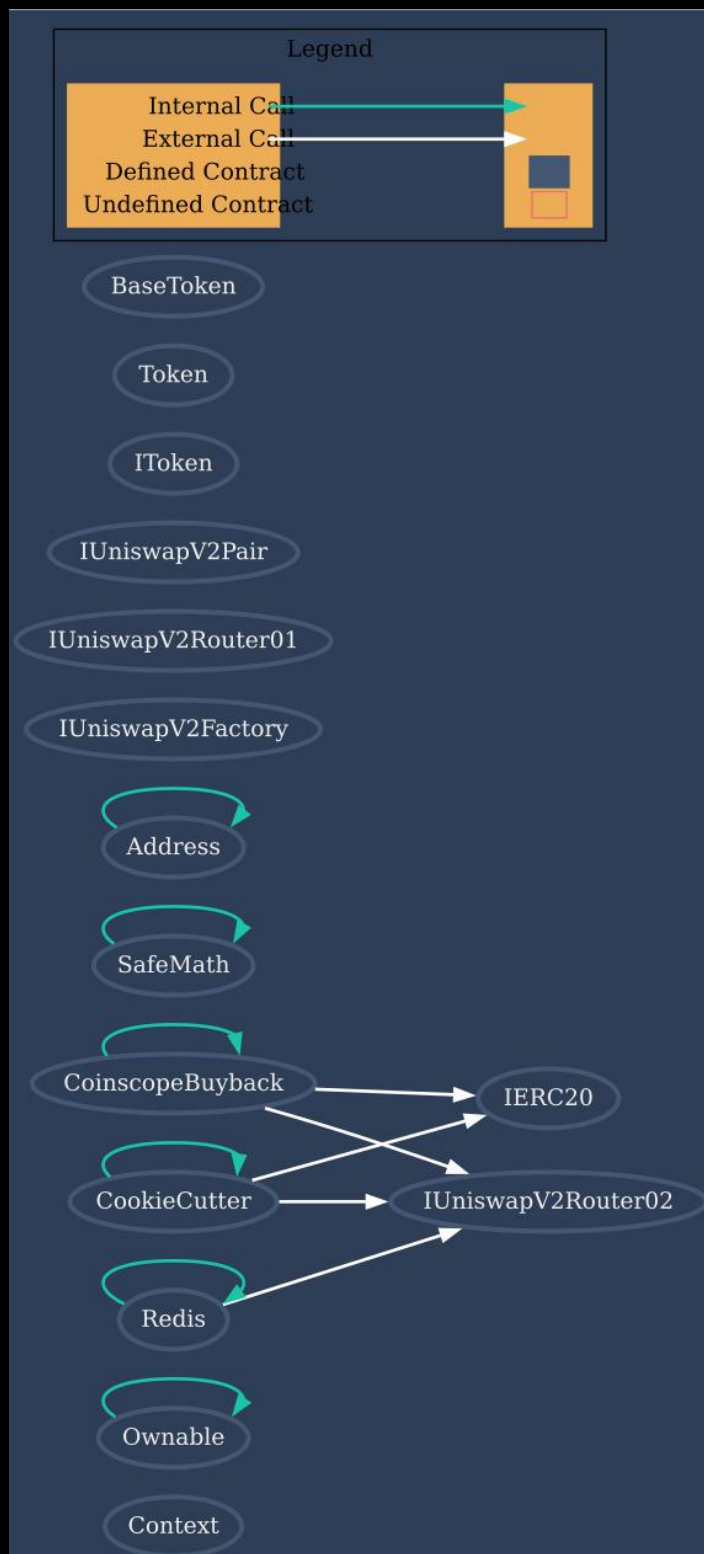 Legend
Internal Call
External Call
Defined Contract
Undefined Contract
BaseToken
Token
IToken
IUniswapV2Pair
IUniswapV2Router01
IUniswapV2Factory
Address
SafeMath
CoinscopeBuyback
IERC20
CookieCutter
IUniswapV2Router02
Redis
Ownable
Context